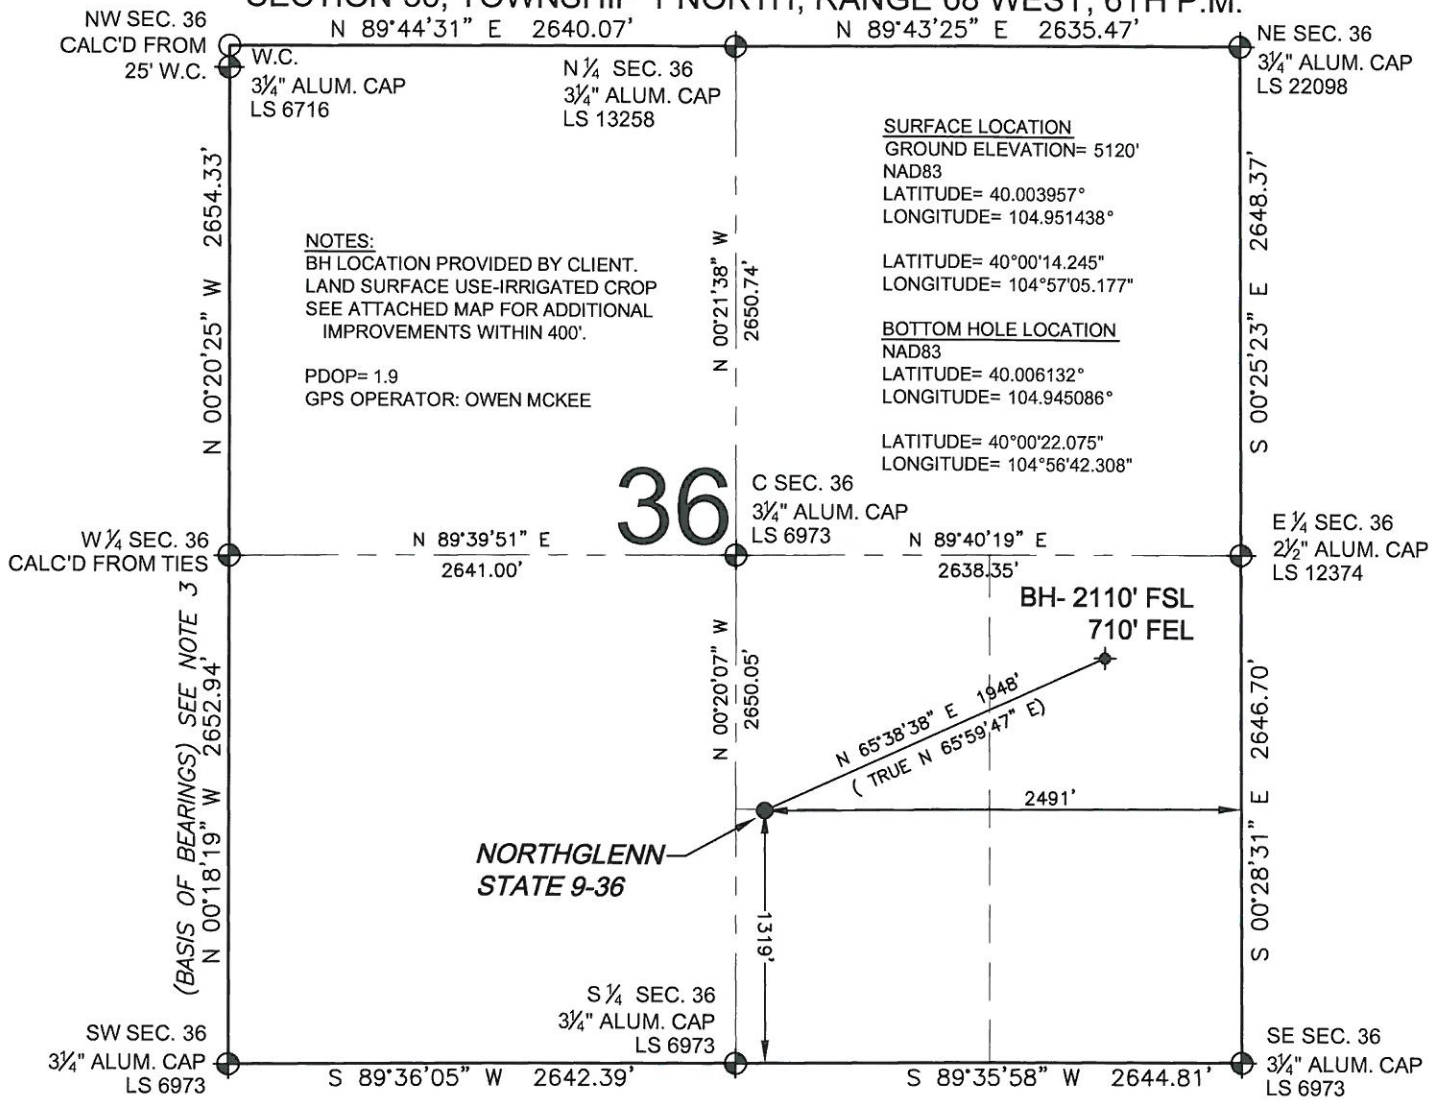 SECTION 36, TOWNSHIP 1 NORTH, RANGE 68 WEST, 6TH P.M.
N 89°44'31" E 2640.07'
N 89°43'25" E 2635.47'
NW SEC. 36
CALC'D FROM
25' W.C.
W.C.
3¼" ALUM. CAP
LS 6716
N ¼ SEC. 36
3¼" ALUM. CAP
LS 13258
NE SEC. 36
3¼" ALUM. CAP
LS 22098
N 00°20'25" W 2654.33'
NOTES:
BH LOCATION PROVIDED BY CLIENT.
LAND SURFACE USE-IRRIGATED CROP
SEE ATTACHED MAP FOR ADDITIONAL
IMPROVEMENTS WITHIN 400'.
PDOP= 1.9
GPS OPERATOR: OWEN MCKEE
N 00°21'38" W
2650.74'
SURFACE LOCATION
GROUND ELEVATION= 5120'
NAD83
LATITUDE= 40.003957°
LONGITUDE= 104.951438°
LATITUDE= 40°00'14.245"
LONGITUDE= 104°57'05.177"
BOTTOM HOLE LOCATION
NAD83
LATITUDE= 40.006132°
LONGITUDE= 104.945086°
LATITUDE= 40°00'22.075"
LONGITUDE= 104°56'42.308"
S 00°25'23" E 2648.37'
36
C SEC. 36
3¼" ALUM. CAP
LS 6973
W ¼ SEC. 36
CALC'D FROM TIES
N 89°39'51" E
2641.00'
N 89°40'19" E
2638.35'
E ¼ SEC. 36
2½" ALUM. CAP
LS 12374
BH- 2110' FSL
710' FEL
(BASIS OF BEARINGS) SEE NOTE 3
N 00°18'19" W 2652.94'
N 00°20'07" W
2650.05'
N 65°38'38" E 1948'
( TRUE N 65°59'47" E)
2491'
S 00°28'31" E 2646.70'
NORTHGLENN
STATE 9-36
1319'
S ¼ SEC. 36
3¼" ALUM. CAP
LS 6973
SW SEC. 36
3¼" ALUM. CAP
LS 6973
SE SEC. 36
3¼" ALUM. CAP
LS 6973
S 89°36'05" W 2642.39'
S 89°35'58" W 2644.81'